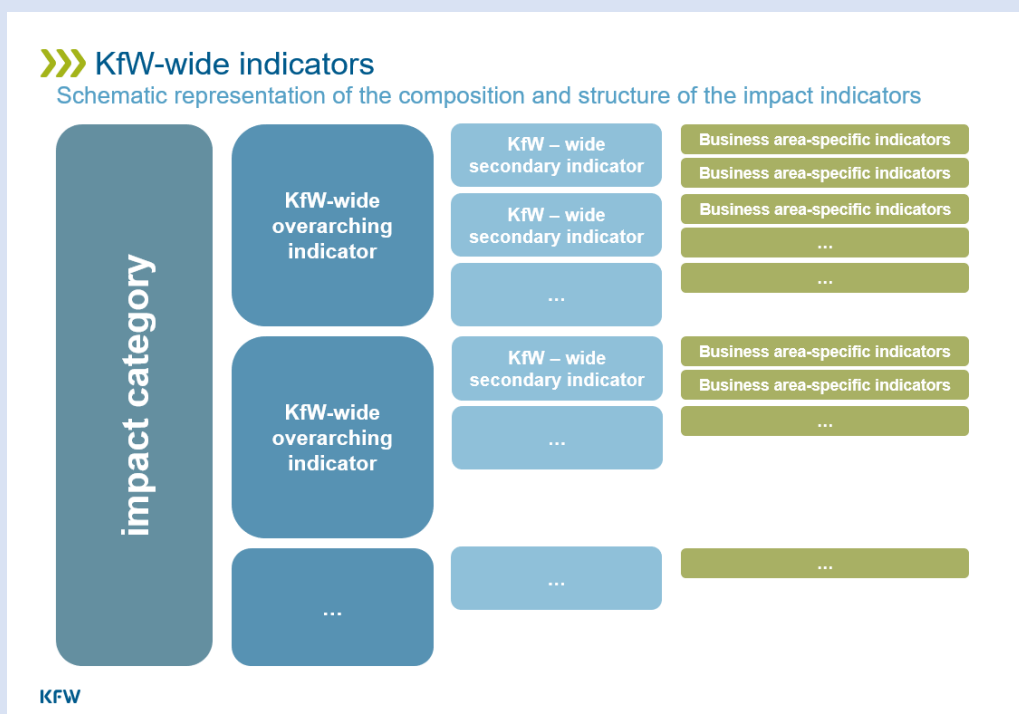 KfW-wide indicators
Schematic representation of the composition and structure of the impact indicators
impact category
KfW-wide
overarching
indicator
KfW – wide
secondary indicator
KfW – wide
secondary indicator
...
Business area-specific indicators
Business area-specific indicators
Business area-specific indicators
...
...
KfW-wide
overarching
indicator
KfW – wide
secondary indicator
...
Business area-specific indicators
Business area-specific indicators
...
...
...
...
KFW